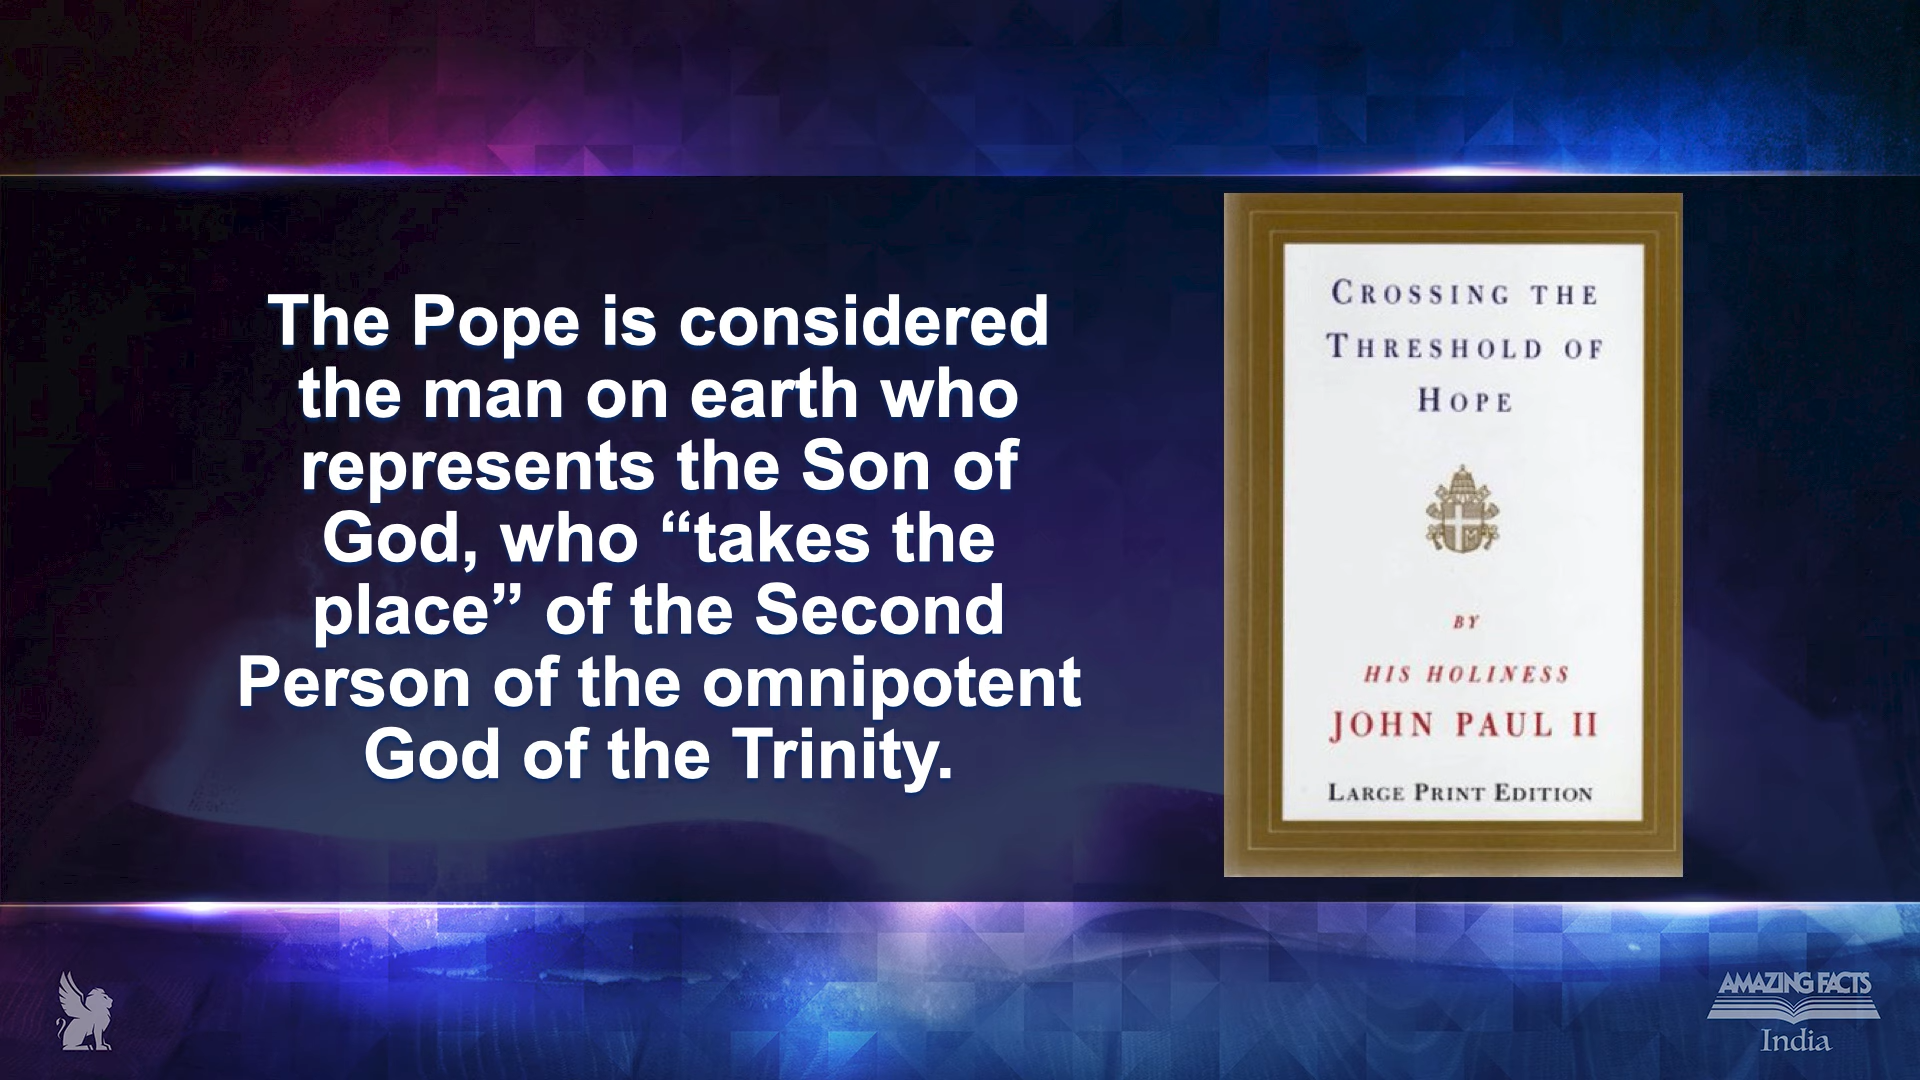 The Pope is considered
the man on earth who
represents the Son of
God, who “takes the
place” of the Second
Person of the omnipotent
God of the Trinity.
CROSSING THE
THRESHOLD OF
HOPE
BY
HIS HOLINESS
JOHN PAUL II
LARGE PRINT EDITION
AMAZING FACTS
India